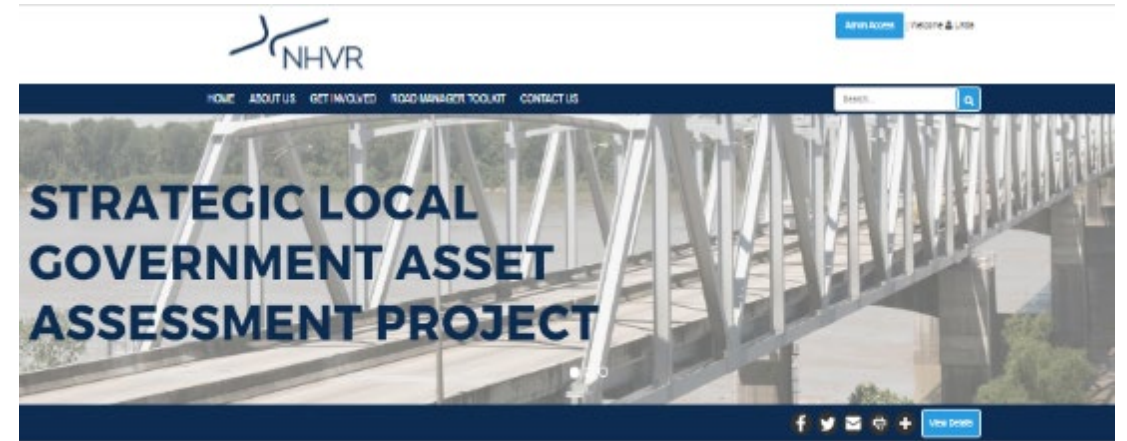 NHVR
Admin Access | Welcome
HOME ABOUT US GET INVOLVED ROAD MANAGER TOOLKIT CONTACT US
Search...
STRATEGIC LOCAL
GOVERNMENT ASSET
ASSESSMENT PROJECT
View Details